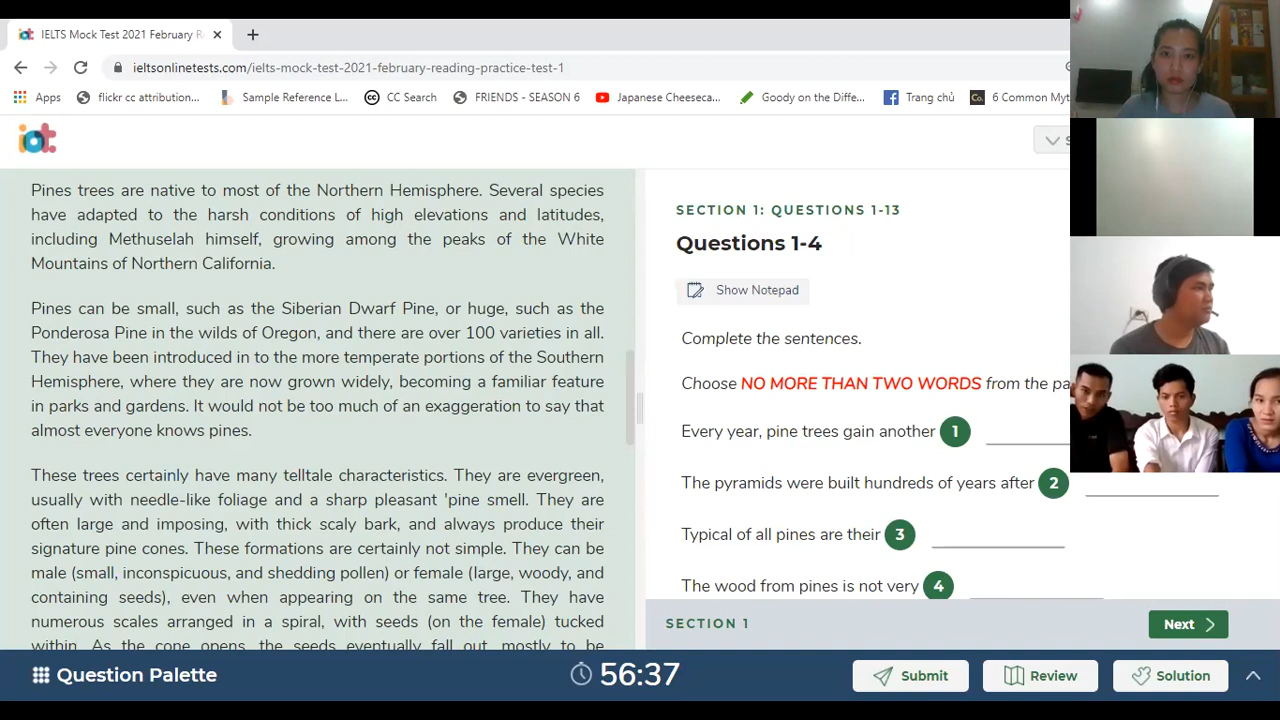 IELTS Mock Test 2021 February R
ieltsonlinetests.com/ielts-mock-test-2021-february-reading-practice-test-1
Apps flickr cc attribution... Sample Reference L... CC Search FRIENDS - SEASON 6 Japanese Cheeseca... Goody on the Diffe... Trang chủ 6 Common Myt
iot
Pines trees are native to most of the Northern Hemisphere. Several species
have adapted to the harsh conditions of high elevations and latitudes,
including Methuselah himself, growing among the peaks of the White
Mountains of Northern California.
Pines can be small, such as the Siberian Dwarf Pine, or huge, such as the
Ponderosa Pine in the wilds of Oregon, and there are over 100 varieties in all.
They have been introduced in to the more temperate portions of the Southern
Hemisphere, where they are now grown widely, becoming a familiar feature
in parks and gardens. It would not be too much of an exaggeration to say that
almost everyone knows pines.
These trees certainly have many telltale characteristics. They are evergreen,
usually with needle-like foliage and a sharp pleasant 'pine smell. They are
often large and imposing, with thick scaly bark, and always produce their
signature pine cones. These formations are certainly not simple. They can be
male (small, inconspicuous, and shedding pollen) or female (large, woody, and
containing seeds), even when appearing on the same tree. They have
numerous scales arranged in a spiral, with seeds (on the female) tucked
within. As the cone opens, the seeds eventually fall out, mostly to be
SECTION 1: QUESTIONS 1-13
Questions 1-4
Show Notepad
Complete the sentences.
Choose NO MORE THAN TWO WORDS from the pa
Every year, pine trees gain another 1
The pyramids were built hundreds of years after 2
Typical of all pines are their 3
The wood from pines is not very 4
SECTION 1
Next
Question Palette
56:37
Submit
Review
Solution